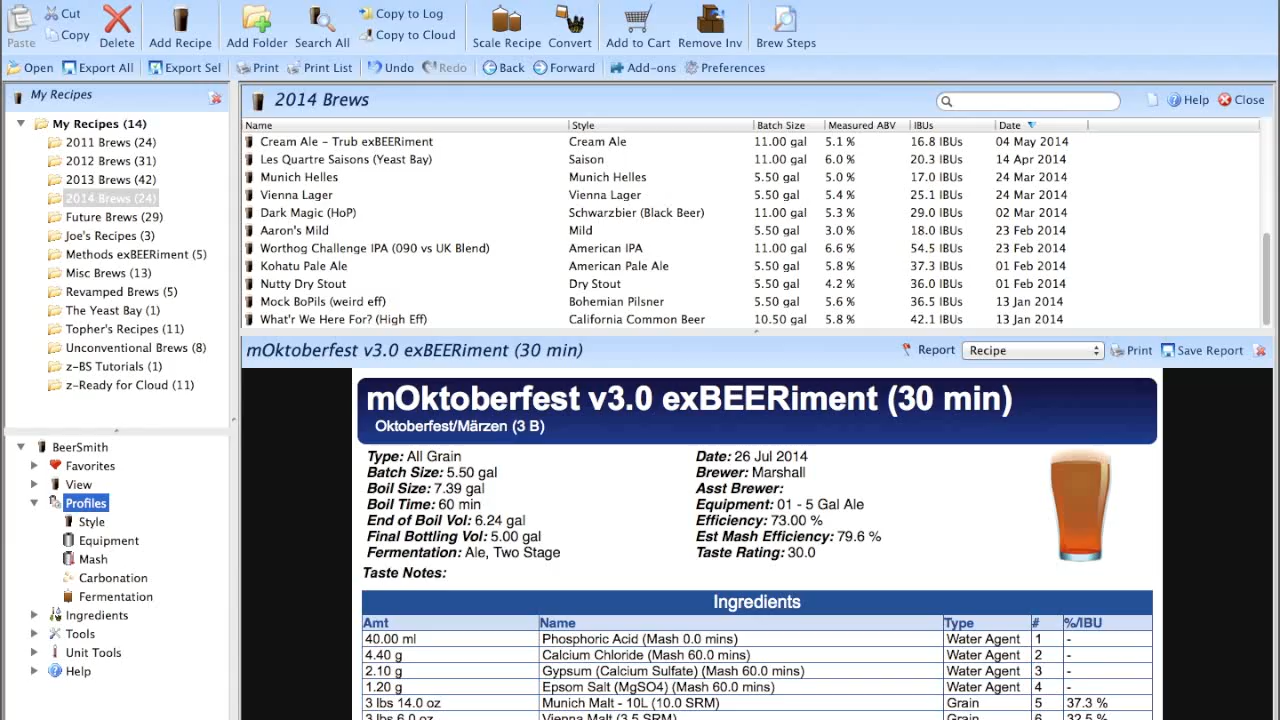 Paste Cut Copy Delete Add Recipe Add Folder Search All Copy to Log Copy to Cloud Scale Recipe Convert Add to Cart Remove Inv Brew Steps
Open Export All Export Sel Print Print List Undo Redo Back Forward Add-ons Preferences
My Recipes
My Recipes (14)
2011 Brews (24)
2012 Brews (31)
2013 Brews (42)
2014 Brews (24)
Future Brews (29)
Joe's Recipes (3)
Methods exBEERiment (5)
Misc Brews (13)
Revamped Brews (5)
The Yeast Bay (1)
Topher's Recipes (11)
Unconventional Brews (8)
z-BS Tutorials (1)
z-Ready for Cloud (11)
BeerSmith
Favorites
View
Profiles
Style
Equipment
Mash
Carbonation
Fermentation
Ingredients
Tools
Unit Tools
Help
2014 Brews Help Close
Name Style Batch Size Measured ABV IBUs Date
Cream Ale - Trub exBEERiment Cream Ale 11.00 gal 5.1 % 16.8 IBUs 04 May 2014
Les Quartre Saisons (Yeast Bay) Saison 11.00 gal 6.0 % 20.3 IBUs 14 Apr 2014
Munich Helles Munich Helles 5.50 gal 5.0 % 17.0 IBUs 24 Mar 2014
Vienna Lager Vienna Lager 5.50 gal 5.4 % 25.1 IBUs 24 Mar 2014
Dark Magic (HoP) Schwarzbier (Black Beer) 11.00 gal 5.3 % 29.0 IBUs 02 Mar 2014
Aaron's Mild Mild 5.50 gal 3.0 % 18.0 IBUs 23 Feb 2014
Worthog Challenge IPA (090 vs UK Blend) American IPA 11.00 gal 6.6 % 54.5 IBUs 23 Feb 2014
Kohatu Pale Ale American Pale Ale 5.50 gal 5.8 % 37.3 IBUs 01 Feb 2014
Nutty Dry Stout Dry Stout 5.50 gal 4.2 % 36.0 IBUs 01 Feb 2014
Mock BoPils (weird eff) Bohemian Pilsner 5.50 gal 5.6 % 36.5 IBUs 13 Jan 2014
What'r We Here For? (High Eff) California Common Beer 10.50 gal 5.8 % 42.1 IBUs 13 Jan 2014
mOktoberfest v3.0 exBEERiment (30 min) Report Recipe Print Save Report
mOktoberfest v3.0 exBEERiment (30 min)
Oktoberfest/Märzen (3 B)
Type: All Grain
Batch Size: 5.50 gal
Boil Size: 7.39 gal
Boil Time: 60 min
End of Boil Vol: 6.24 gal
Final Bottling Vol: 5.00 gal
Fermentation: Ale, Two Stage
Taste Notes:
Date: 26 Jul 2014
Brewer: Marshall
Asst Brewer:
Equipment: 01 - 5 Gal Ale
Efficiency: 73.00 %
Est Mash Efficiency: 79.6 %
Taste Rating: 30.0
Ingredients
Amt Name Type # %/IBU
40.00 ml Phosphoric Acid (Mash 0.0 mins) Water Agent 1 -
4.40 g Calcium Chloride (Mash 60.0 mins) Water Agent 2 -
2.10 g Gypsum (Calcium Sulfate) (Mash 60.0 mins) Water Agent 3 -
1.20 g Epsom Salt (MgSO4) (Mash 60.0 mins) Water Agent 4 -
3 lbs 14.0 oz Munich Malt - 10L (10.0 SRM) Grain 5 37.3 %
3 lbs 6.0 oz Vienna Malt (3.5 SRM) Grain 6 32.5 %